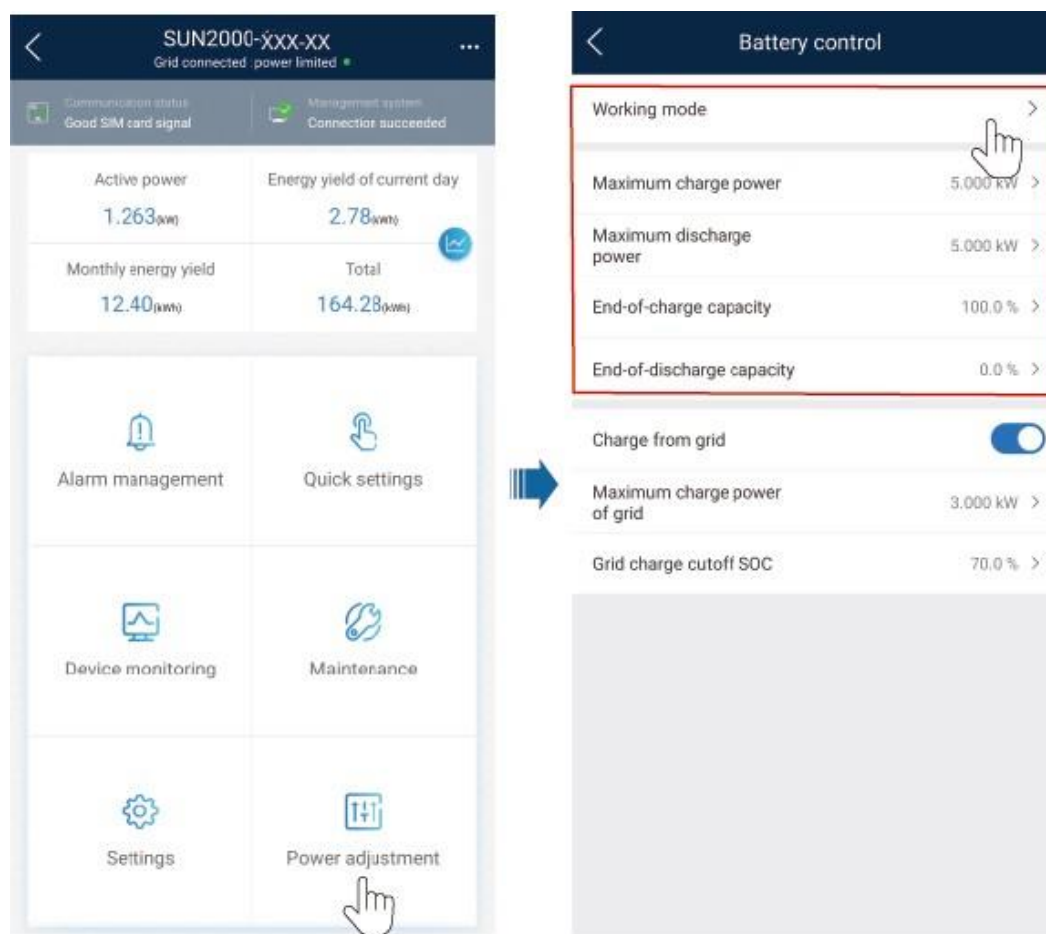 SUN2000-XXX-XX
Grid connected :power limited
Communication status
Good SIM card signal
Management system
Connection succeeded
Active power
1.263(kW)
Energy yield of current day
2.78(kWh)
Monthly energy yield
12.40(kWh)
Total
164.28(kWh)
Alarm management
Quick settings
Device monitoring
Maintenance
Settings
Power adjustment
Battery control
Working mode
Maximum charge power
5.000 kW
Maximum discharge
power
5.000 kW
End-of-charge capacity
100.0 %
End-of-discharge capacity
0.0 %
Charge from grid
Maximum charge power
of grid
3.000 kW
Grid charge cutoff SOC
70.0 %